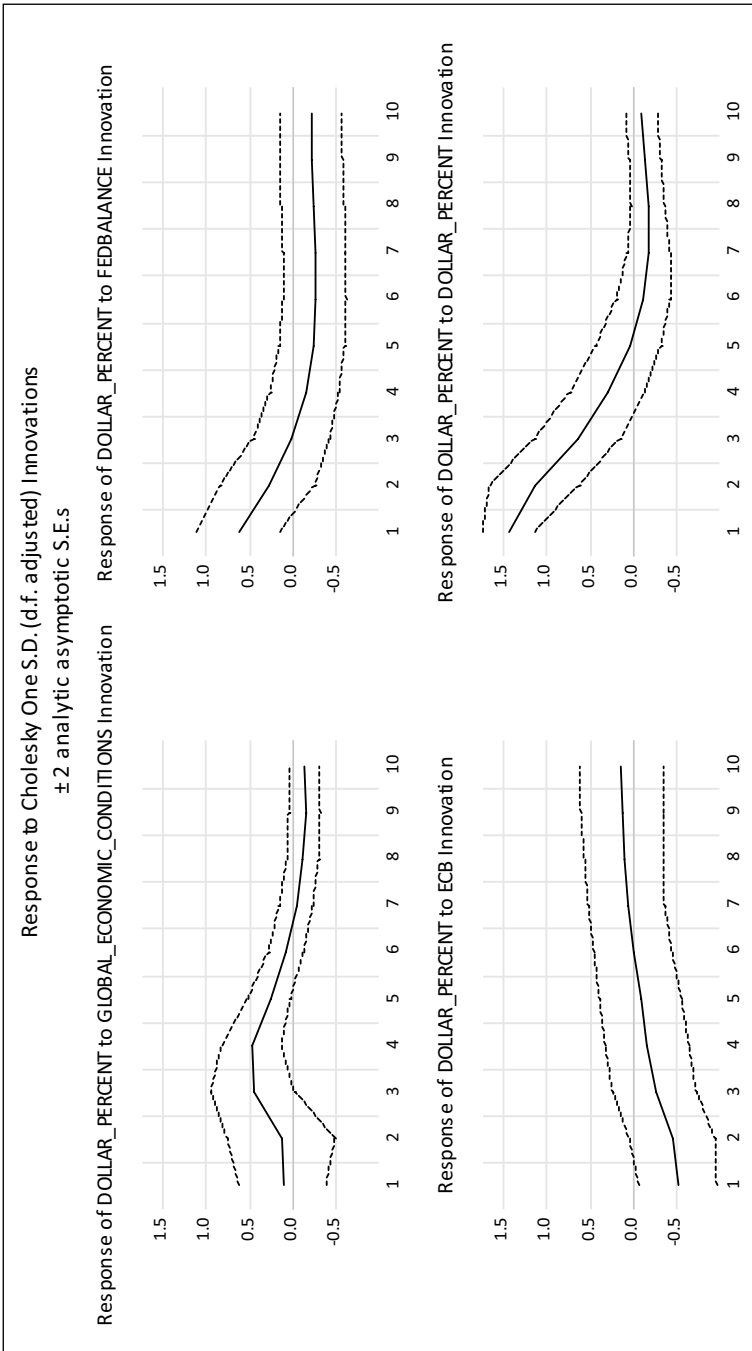 Response to Cholesky One S.D. (d.f. adjusted) Innovations
± 2 analytic asymptotic S.E.s
Response of DOLLAR_PERCENT to GLOBAL_ECONOMIC_CONDITIONS Innovation
1.5
1.0
0.5
0.0
-0.5
1 2 3 4 5 6 7 8 9 10
Response of DOLLAR_PERCENT to FEDBALANCE Innovation
1.5
1.0
0.5
0.0
-0.5
1 2 3 4 5 6 7 8 9 10
Response of DOLLAR_PERCENT to ECB Innovation
1.5
1.0
0.5
0.0
-0.5
1 2 3 4 5 6 7 8 9 10
Response of DOLLAR_PERCENT to DOLLAR_PERCENT Innovation
1.5
1.0
0.5
0.0
-0.5
1 2 3 4 5 6 7 8 9 10